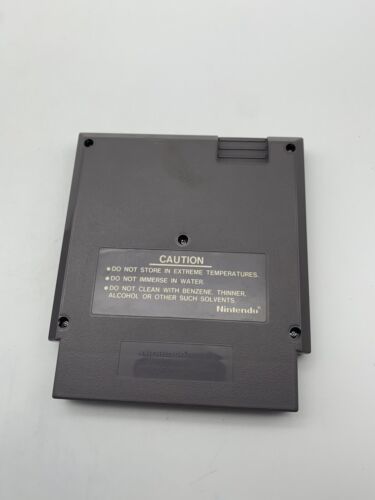 CAUTION
●DO NOT STORE IN EXTREME TEMPERATURES.
●DO NOT IMMERSE IN WATER.
●DO NOT CLEAN WITH BENZENE, THINNER,
ALCOHOL OR OTHER SUCH SOLVENTS.
Nintendo®